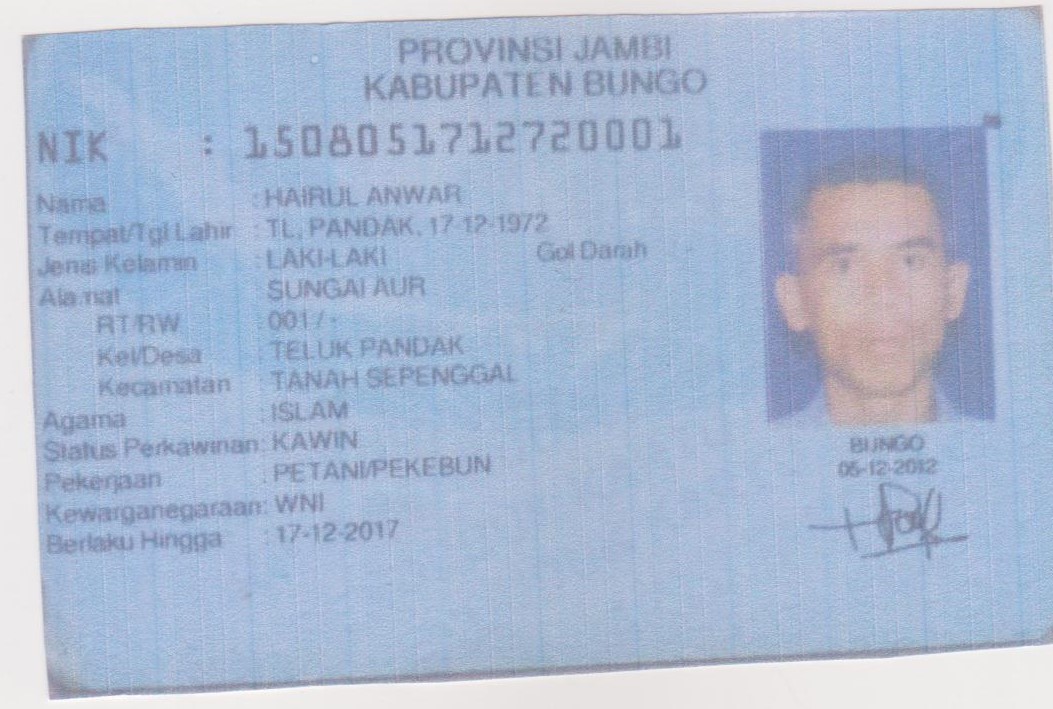 PROVINSI JAMBI
KABUPATEN BUNGO
NIK : 1508051712720001
Nama : HAIRUL ANWAR
Tempat/Tgl Lahir : TL. PANDAK, 17-12-1972
Jenis Kelamin : LAKI-LAKI Gol Darah
Alamat SUNGAI AUR
RT/RW : 001 / -
Kel/Desa : TELUK PANDAK
Kecamatan : TANAH SEPENGGAL
Agama : ISLAM
Status Perkawinan: KAWIN
Pekerjaan : PETANI/PEKEBUN
Kewarganegaraan: WNI
Berlaku Hingga : 17-12-2017
BUNGO
05-12-2012